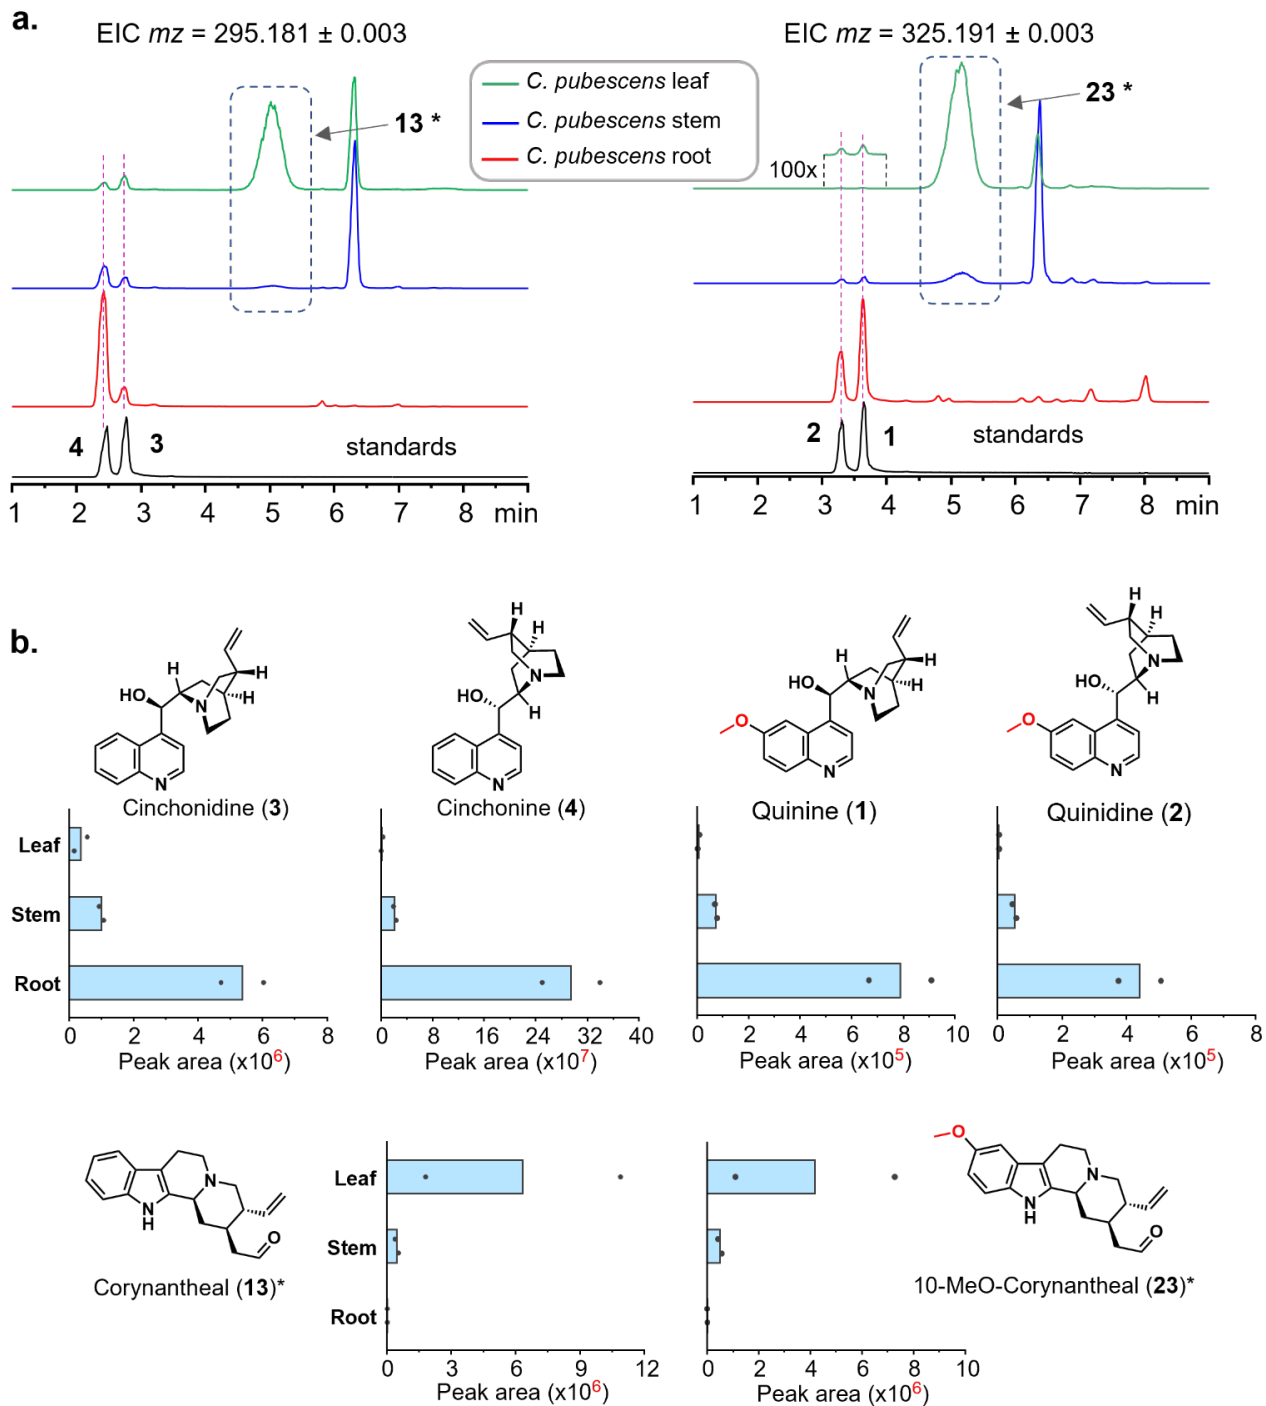 a.
EIC mz = 295.181 ± 0.003
EIC mz = 325.191 ± 0.003
C. pubescens leaf
C. pubescens stem
C. pubescens root
13 *
23 *
100x
4
3
standards
2
1
standards
1 2 3 4 5 6 7 8 min
1 2 3 4 5 6 7 8 min
b.
H
H
HO
N
H
N
Cinchonidine (3)
H
H
N
HO
H
N
Cinchonine (4)
H
H
HO
N
H
O
N
Quinine (1)
H
H
N
HO
H
O
N
Quinidine (2)
Leaf
Stem
Root
0 4 8
Peak area (x10⁶)
0 8 16 24 32 40
Peak area (x10⁷)
0 2 4 6 8 10
Peak area (x10⁵)
0 2 4 6 8
Peak area (x10⁵)
N
N
H
O
Corynantheal (13)*
Leaf
Stem
Root
0 3 6 9 12
Peak area (x10⁶)
0 2 4 6 8 10
Peak area (x10⁶)
O
N
N
H
O
10-MeO-Corynantheal (23)*